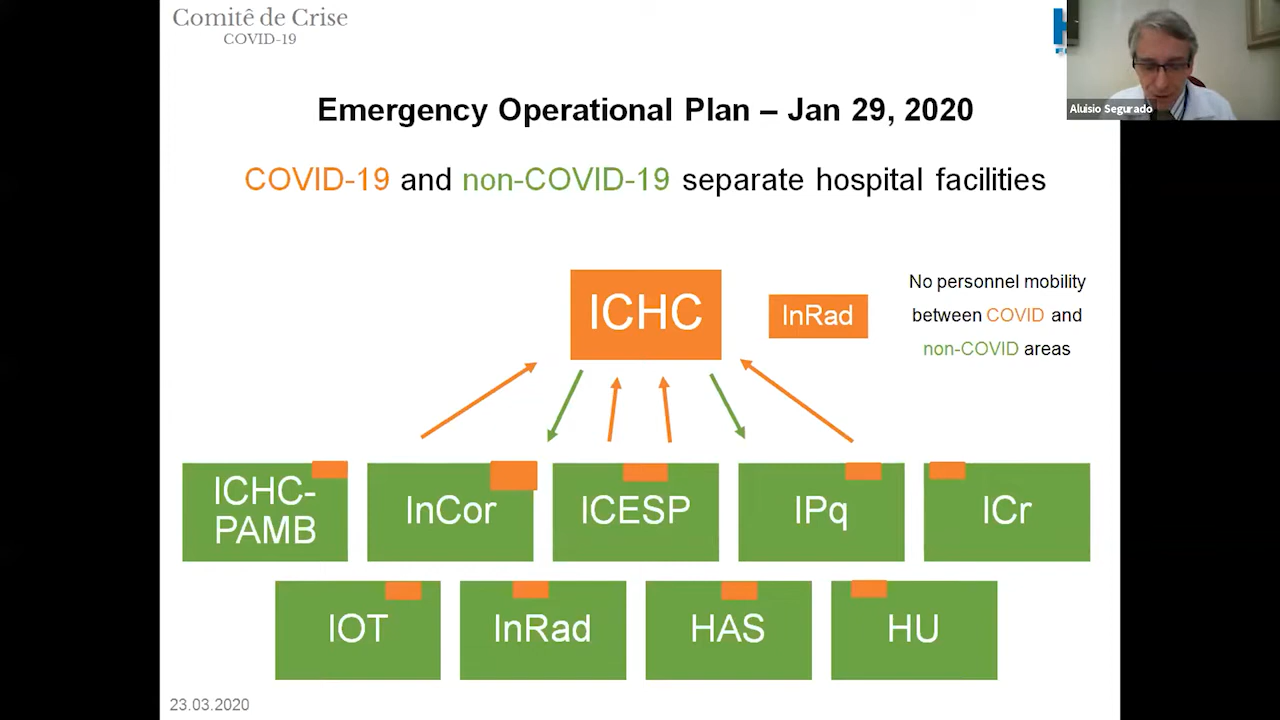 Comitê de Crise
COVID-19
Aluisio Segurado
Emergency Operational Plan – Jan 29, 2020
COVID-19 and non-COVID-19 separate hospital facilities
ICHC
InRad
No personnel mobility
between COVID and
non-COVID areas
ICHC-
PAMB
InCor
ICESP
IPq
ICr
IOT
InRad
HAS
HU
23.03.2020